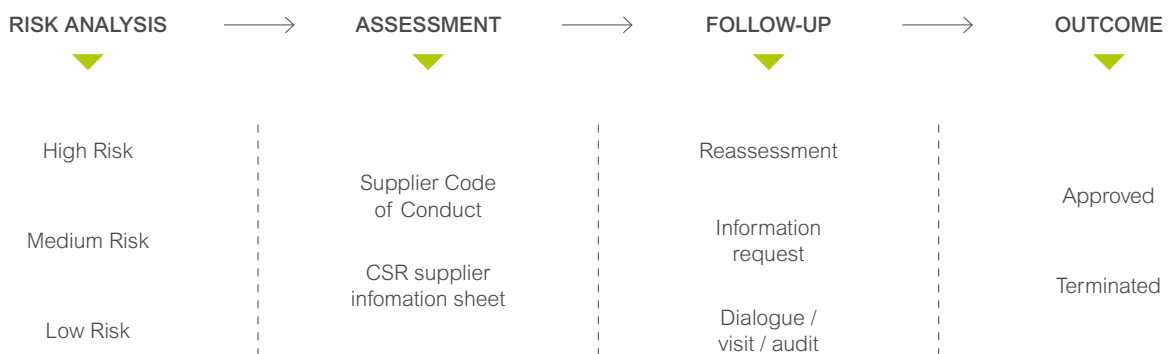 RISK ANALYSIS
ASSESSMENT
FOLLOW-UP
OUTCOME
High Risk
Medium Risk
Low Risk
Supplier Code
of Conduct
CSR supplier
infomation sheet
Reassessment
Information
request
Dialogue /
visit / audit
Approved
Terminated